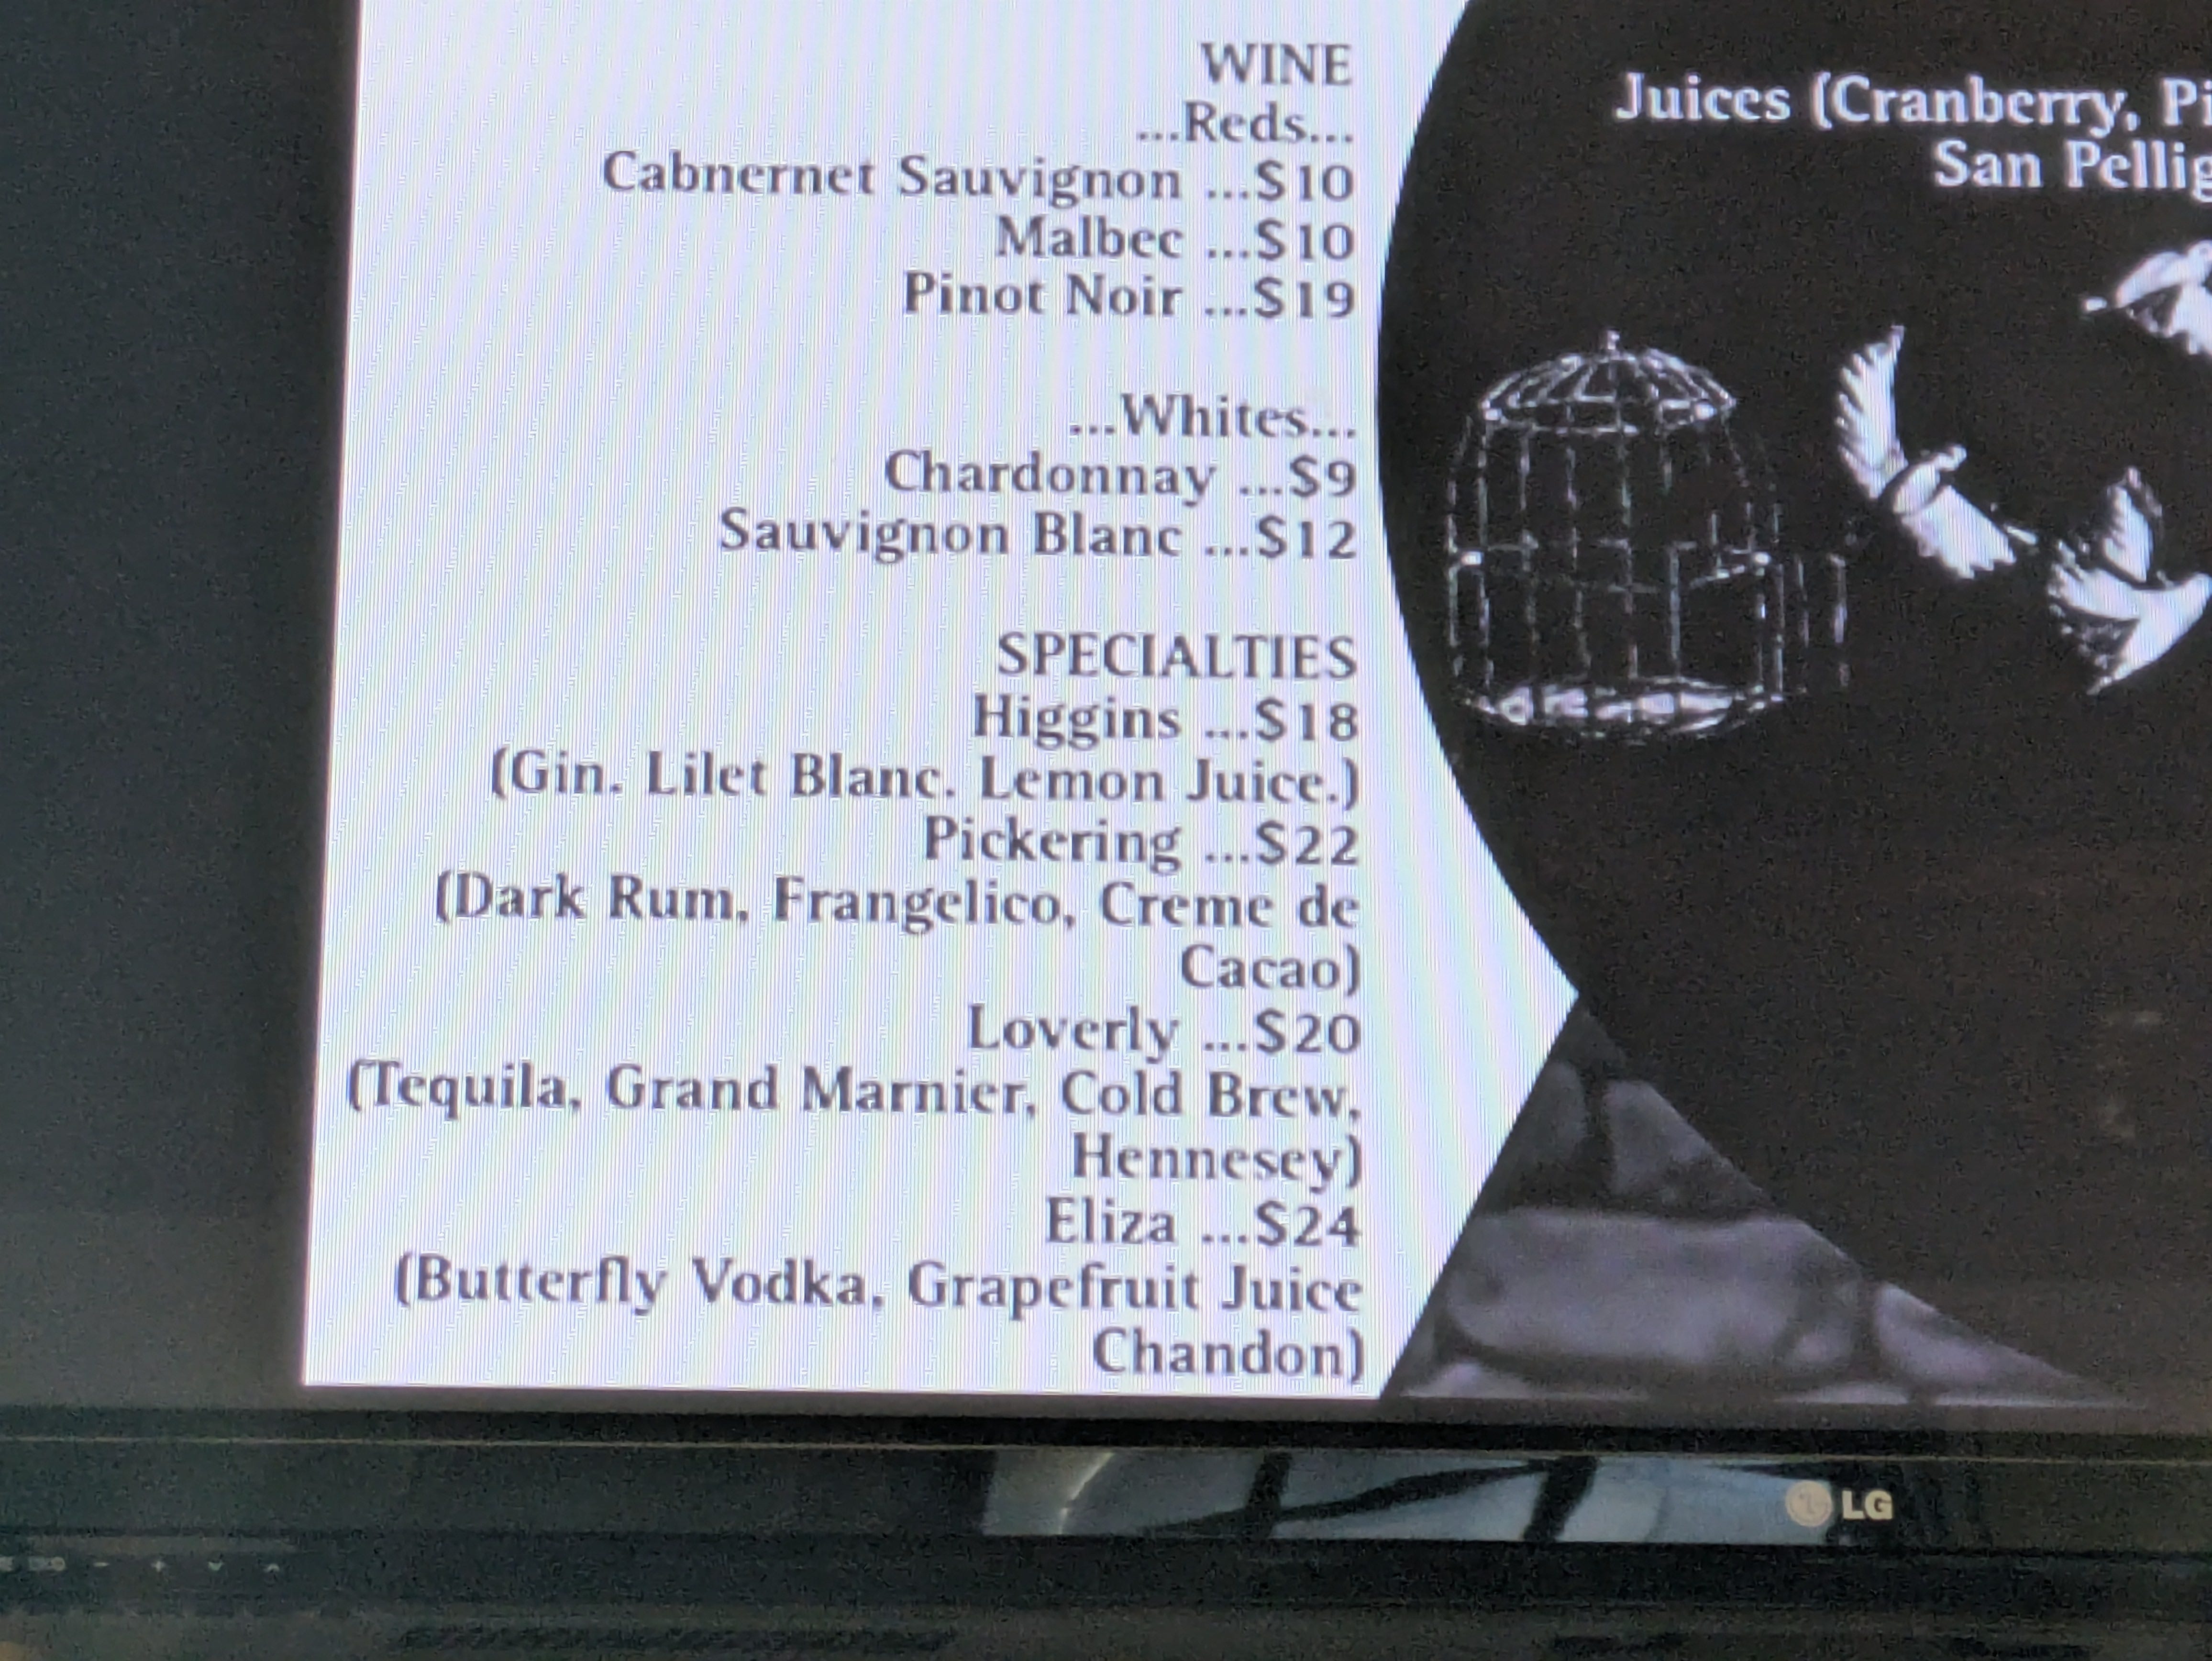 WINE
...Reds...
Cabnernet Sauvignon ...$10
Malbec ...$10
Pinot Noir ...$19
...Whites...
Chardonnay ...$9
Sauvignon Blanc ...$12
SPECIALTIES
Higgins ...$18
(Gin. Lilet Blanc. Lemon Juice.)
Pickering ...$22
(Dark Rum, Frangelico, Creme de
Cacao)
Loverly ...$20
(Tequila, Grand Marnier, Cold Brew,
Hennesey)
Eliza ...$24
(Butterfly Vodka, Grapefruit Juice
Chandon)
Juices (Cranberry, Pi
San Pellig
LG